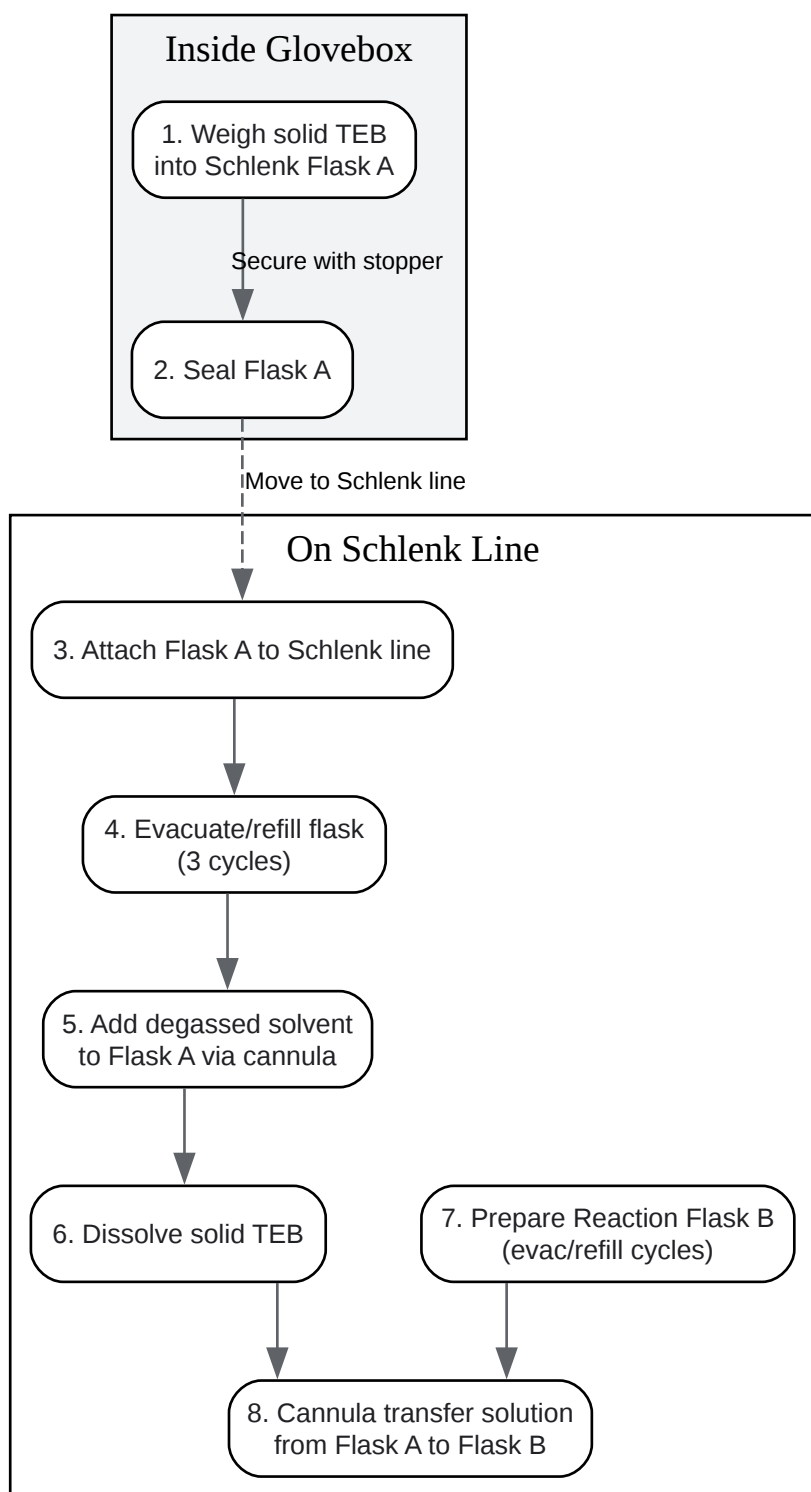 Inside Glovebox
1. Weigh solid TEB
into Schlenk Flask A
Secure with stopper
2. Seal Flask A
Move to Schlenk line
On Schlenk Line
3. Attach Flask A to Schlenk line
4. Evacuate/refill flask
(3 cycles)
5. Add degassed solvent
to Flask A via cannula
6. Dissolve solid TEB
7. Prepare Reaction Flask B
(evac/refill cycles)
8. Cannula transfer solution
from Flask A to Flask B